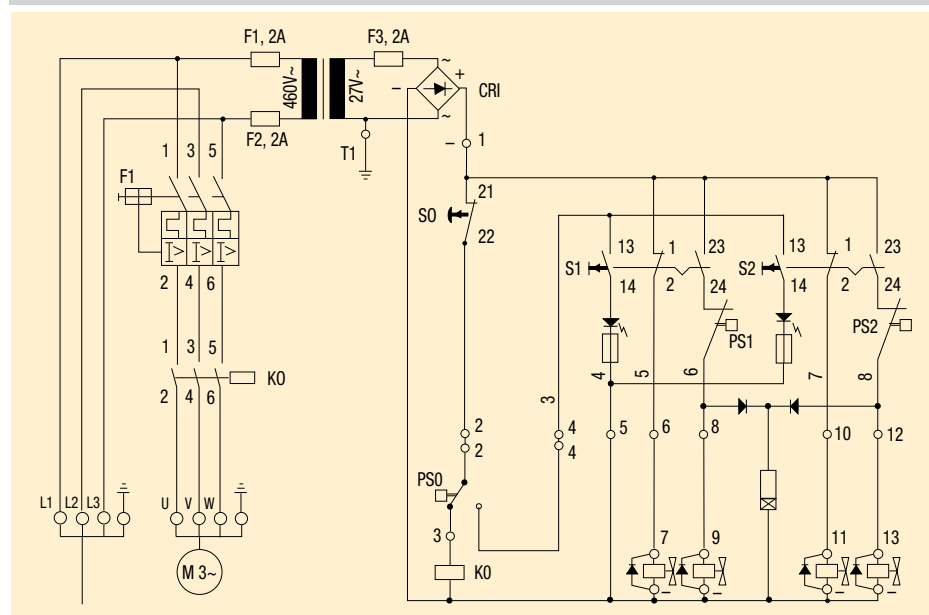 F1, 2A
F3, 2A
460V~
27V~
~
+
–
CRI
~
F2, 2A
T1
– 1
1 3 5
F1
21
S0
22
2 4 6
13
1
23
13
1
23
S1
14
2
24
S2
14
2
24
PS1
PS2
1 3 5
K0
2 4 6
3
4
5
6
7
8
2
2
4
4
5
6
8
10
12
PS0
L1 L2 L3
U V W
3
K0
M 3~
7
9
11
13
–
–
–
–